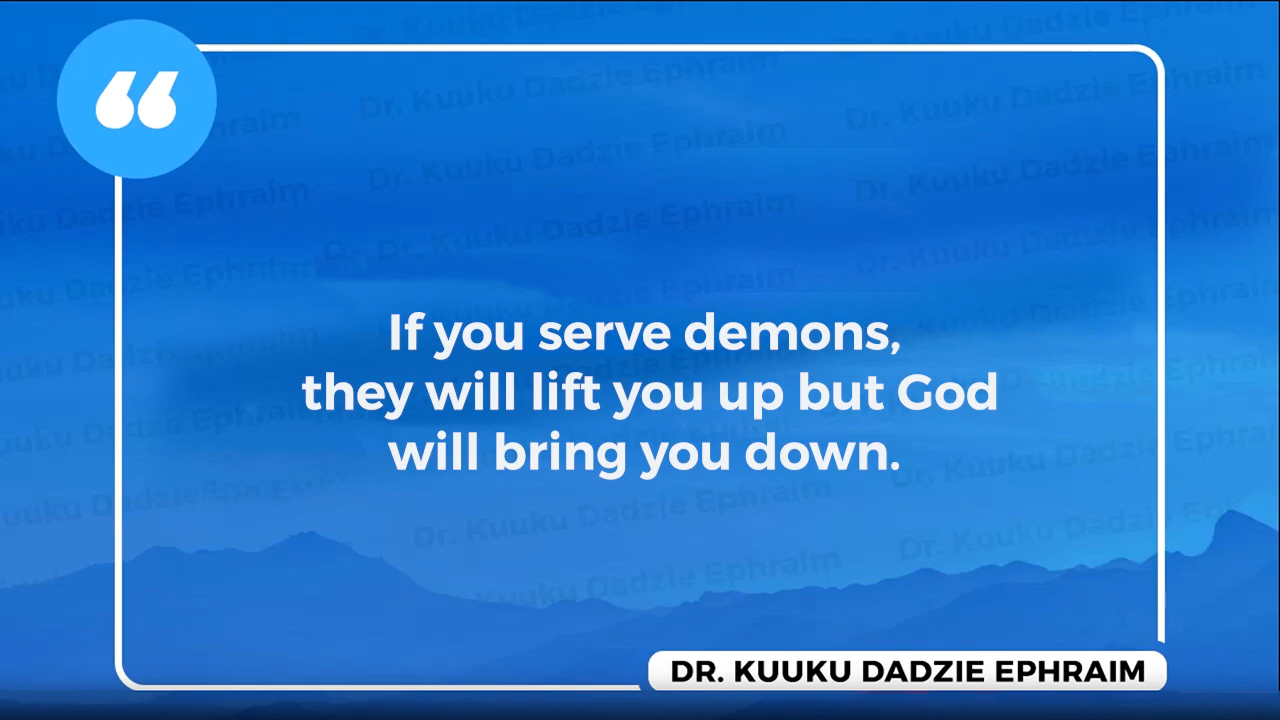 If you serve demons,
they will lift you up but God
will bring you down.
DR. KUUKU DADZIE EPHRAIM